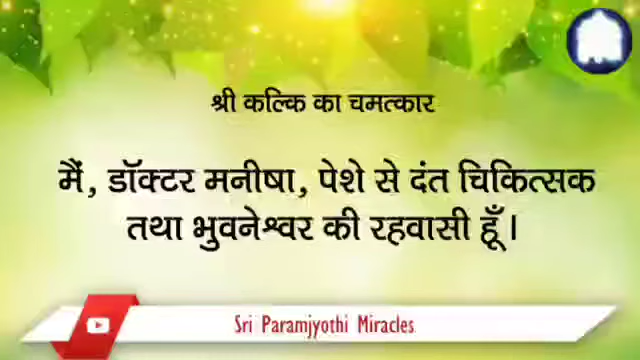 श्री कल्कि का चमत्कार
मैं, डॉक्टर मनीषा, पेशे से दंत चिकित्सक
तथा भुवनेश्वर की रहवासी हूँ।
Sri Paramjyothi Miracles